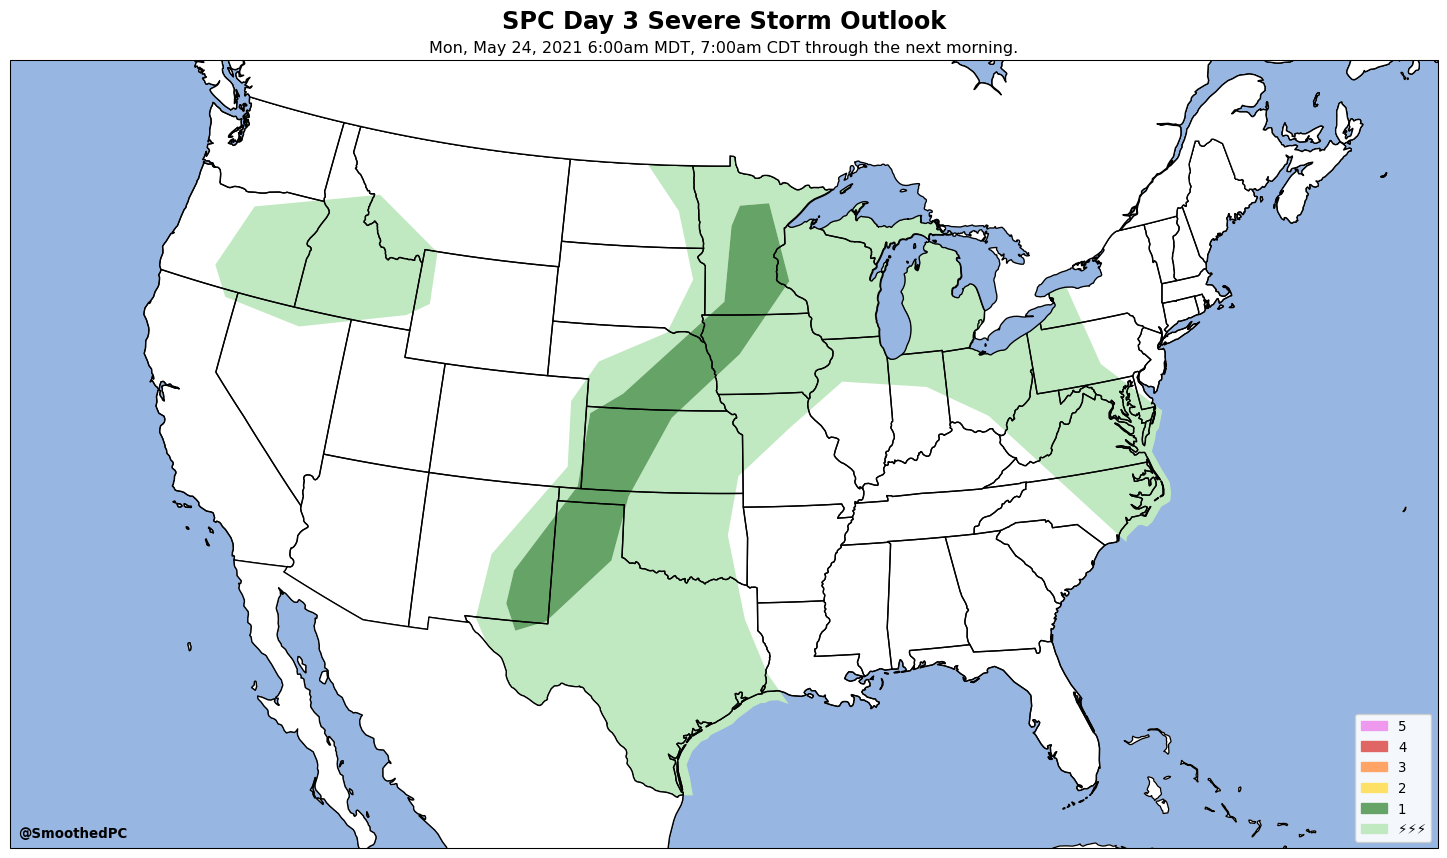 SPC Day 3 Severe Storm Outlook
Mon, May 24, 2021 6:00am MDT, 7:00am CDT through the next morning.
5
4
3
2
1
⚡⚡⚡
@SmoothedPC